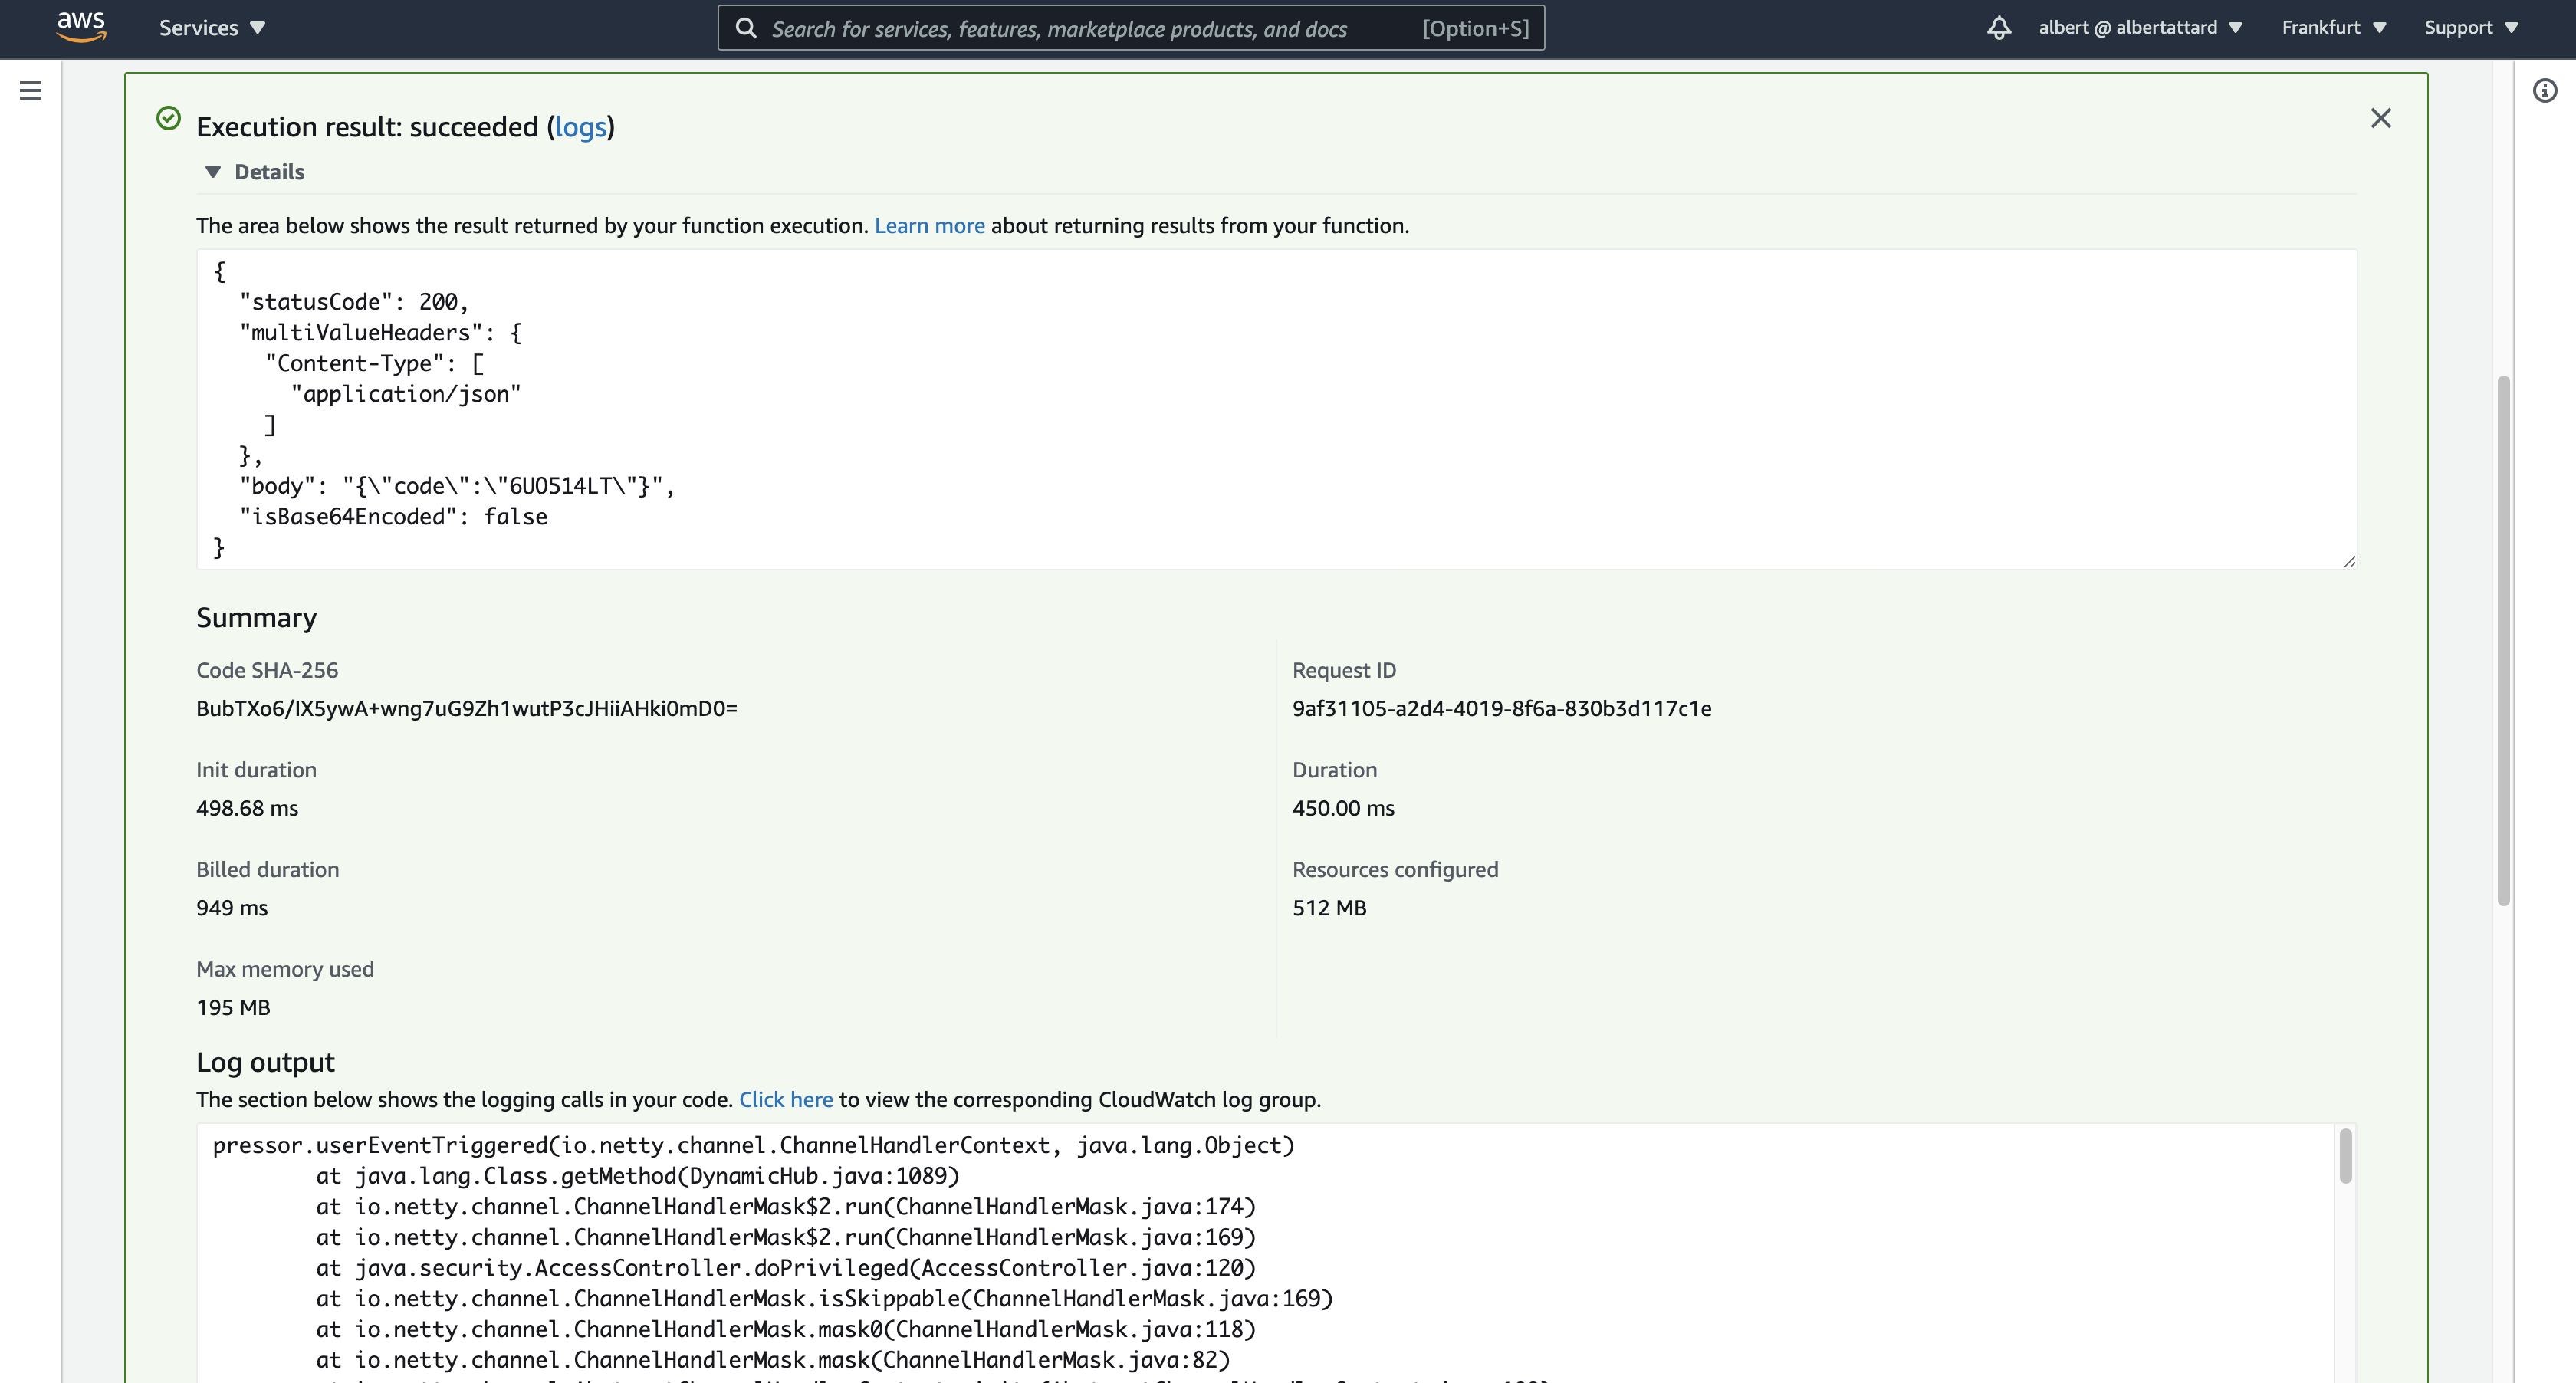 aws Services ▼ Search for services, features, marketplace products, and docs [Option+S] albert @ albertattard ▼ Frankfurt ▼ Support ▼
Execution result: succeeded (logs)
▼ Details
The area below shows the result returned by your function execution. Learn more about returning results from your function.
{
  "statusCode": 200,
  "multiValueHeaders": {
    "Content-Type": [
      "application/json"
    ]
  },
  "body": "{\"code\":\"6UO514LT\"}",
  "isBase64Encoded": false
}
Summary
Code SHA-256
BubTXo6/IX5ywA+wng7uG9Zh1wutP3cJHiiAHki0mD0=
Request ID
9af31105-a2d4-4019-8f6a-830b3d117c1e
Init duration
498.68 ms
Duration
450.00 ms
Billed duration
949 ms
Resources configured
512 MB
Max memory used
195 MB
Log output
The section below shows the logging calls in your code. Click here to view the corresponding CloudWatch log group.
pressor.userEventTriggered(io.netty.channel.ChannelHandlerContext, java.lang.Object)
        at java.lang.Class.getMethod(DynamicHub.java:1089)
        at io.netty.channel.ChannelHandlerMask$2.run(ChannelHandlerMask.java:174)
        at io.netty.channel.ChannelHandlerMask$2.run(ChannelHandlerMask.java:169)
        at java.security.AccessController.doPrivileged(AccessController.java:120)
        at io.netty.channel.ChannelHandlerMask.isSkippable(ChannelHandlerMask.java:169)
        at io.netty.channel.ChannelHandlerMask.mask0(ChannelHandlerMask.java:118)
        at io.netty.channel.ChannelHandlerMask.mask(ChannelHandlerMask.java:82)